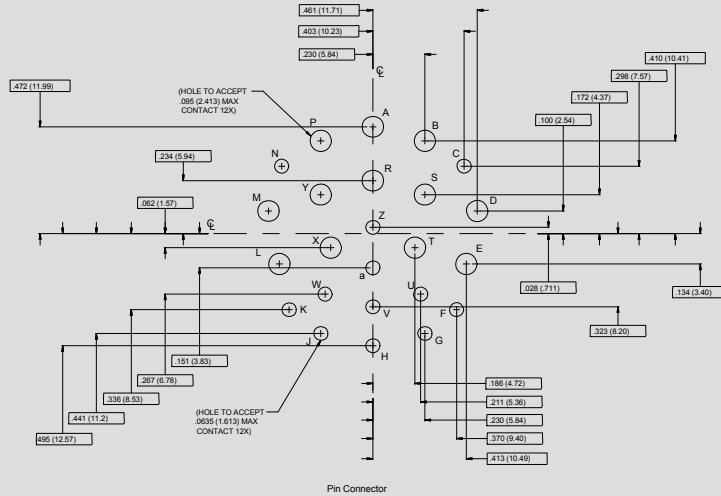 .461 (11.71)
.403 (10.23)
.230 (5.84)
.410 (10.41)
.298 (7.57)
.472 (11.99)
.172 (4.37)
(HOLE TO ACCEPT
.095 (2.413) MAX
CONTACT 12X)
.100 (2.54)
A
P
B
N
C
.234 (5.94)
R
Y
S
M
D
.062 (1.57)
Z
X
T
L
E
a
.028 (.711)
.134 (3.40)
W
U
K
V
F
.323 (8.20)
J
G
H
.151 (3.83)
.267 (6.78)
.336 (8.53)
.441 (11.2)
.495 (12.57)
.186 (4.72)
.211 (5.36)
.230 (5.84)
.370 (9.40)
.413 (10.49)
(HOLE TO ACCEPT
.0635 (1.613) MAX
CONTACT 12X)
Pin Connector